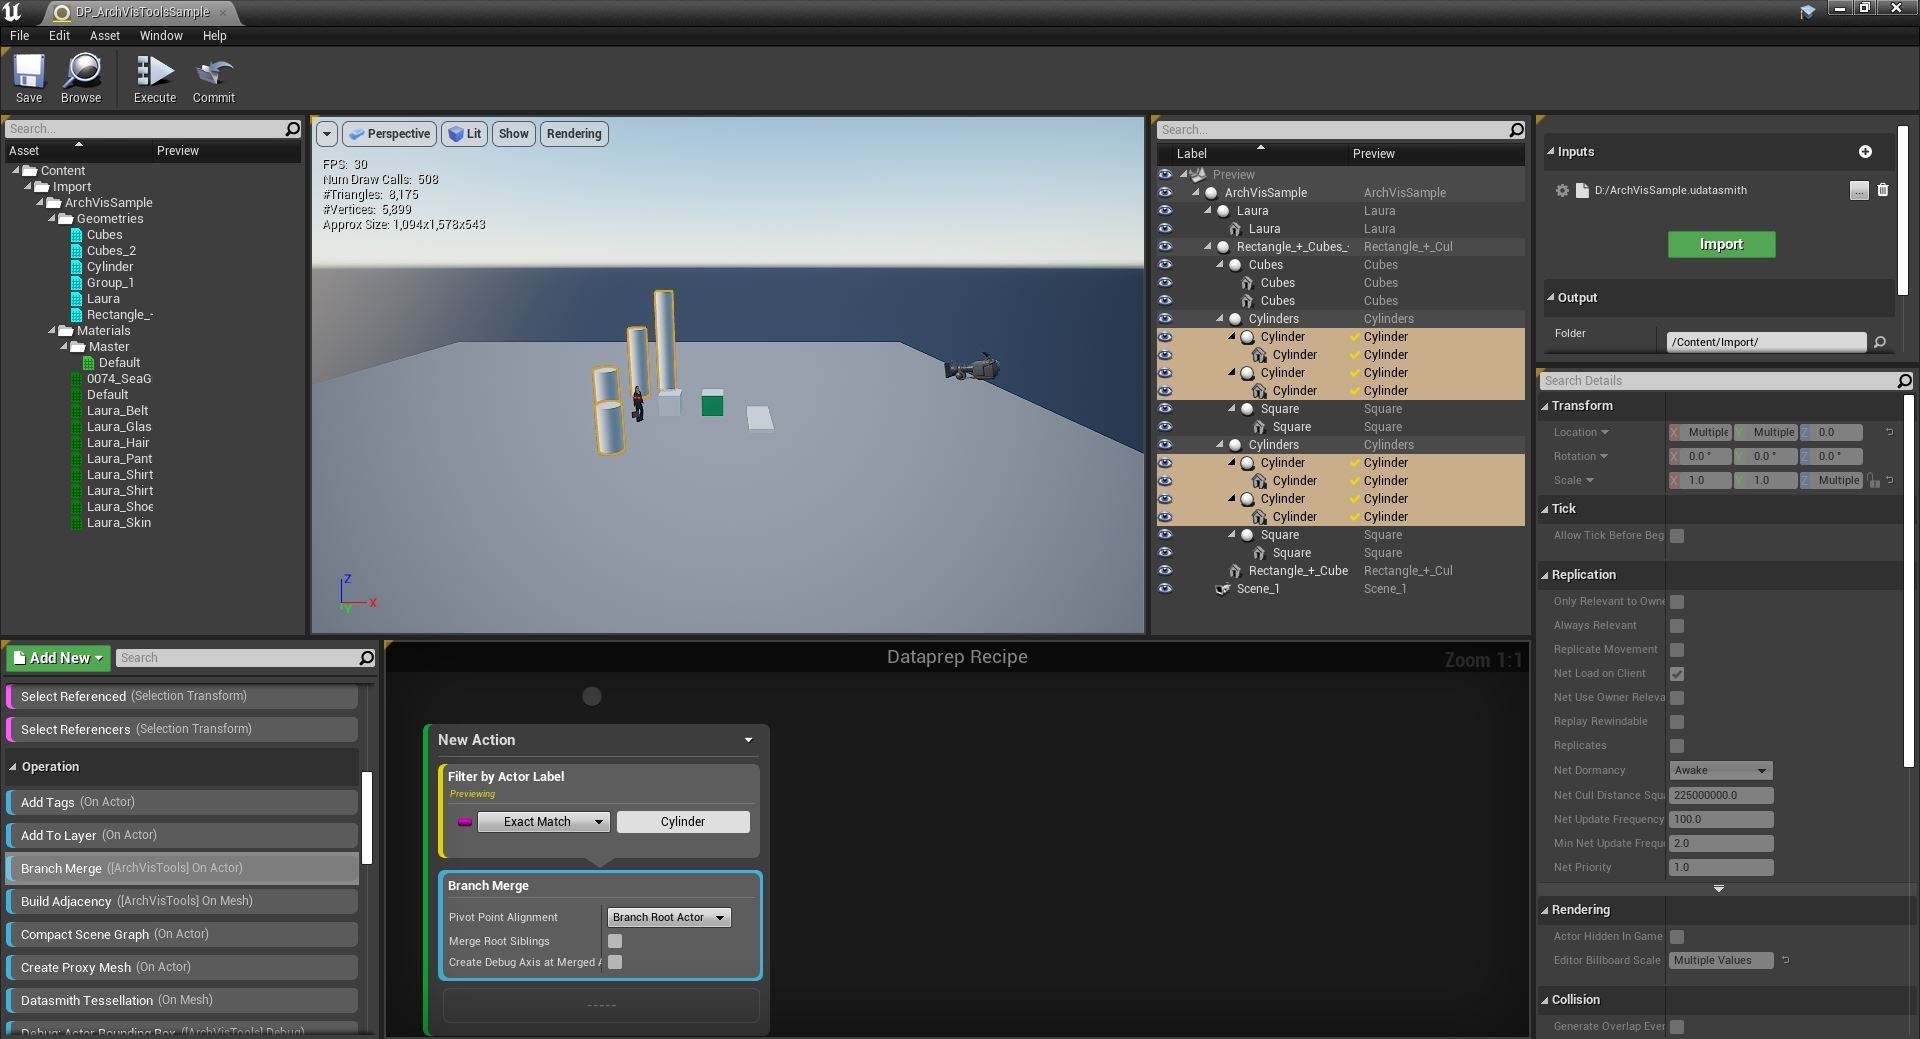 DP_ArchVisToolsSample
File Edit Asset Window Help
Save Browse Execute Commit
Search...
Asset Preview
Content
Import
ArchVisSample
Geometries
Cubes
Cubes_2
Cylinder
Group_1
Laura
Rectangle_-
Materials
Master
Default
0074_SeaG
Default
Laura_Belt
Laura_Glas
Laura_Hair
Laura_Pant
Laura_Shirt
Laura_Shirt
Laura_Shoe
Laura_Skin
Perspective Lit Show Rendering
FPS: 30
Num Draw Calls: 508
#Triangles: 8,175
#Vertices: 5,899
Approx Size: 1,094x1,578x543
Z
X
Y
Search...
Label Preview
Preview
ArchVisSample ArchVisSample
Laura Laura
Laura Laura
Rectangle_+_Cubes_- Rectangle_+_Cul
Cubes Cubes
Cubes Cubes
Cubes Cubes
Cylinders Cylinders
Cylinder Cylinder
Cylinder Cylinder
Cylinder Cylinder
Cylinder Cylinder
Square Square
Square Square
Cylinders Cylinders
Cylinder Cylinder
Cylinder Cylinder
Cylinder Cylinder
Cylinder Cylinder
Square Square
Square Square
Rectangle_+_Cube Rectangle_+_Cul
Scene_1 Scene_1
Inputs
D:/ArchVisSample.udatasmith ...
Import
Output
Folder /Content/Import/
Search Details
Transform
Location X Multiple Y Multiple Z 0.0
Rotation X 0.0 ° Y 0.0 ° Z 0.0 °
Scale X 1.0 Y 1.0 Z Multiple
Tick
Allow Tick Before Beg
Replication
Only Relevant to Owne
Always Relevant
Replicate Movement
Net Load on Client
Net Use Owner Releva
Replay Rewindable
Replicates
Net Dormancy Awake
Net Cull Distance Squa 225000000.0
Net Update Frequency 100.0
Min Net Update Frequ 2.0
Net Priority 1.0
Rendering
Actor Hidden In Game
Editor Billboard Scale Multiple Values
Collision
Generate Overlap Ever
Add New Search
Select Referenced (Selection Transform)
Select Referencers (Selection Transform)
Operation
Add Tags (On Actor)
Add To Layer (On Actor)
Branch Merge ([ArchVisTools] On Actor)
Build Adjacency ([ArchVisTools] On Mesh)
Compact Scene Graph (On Actor)
Create Proxy Mesh (On Actor)
Datasmith Tessellation (On Mesh)
Debug: Actor Bounding Box ([ArchVisTools] Debug)
Dataprep Recipe
Zoom 1:1
New Action
Filter by Actor Label
Previewing
Exact Match Cylinder
Branch Merge
Pivot Point Alignment Branch Root Actor
Merge Root Siblings
Create Debug Axis at Merged A
-----